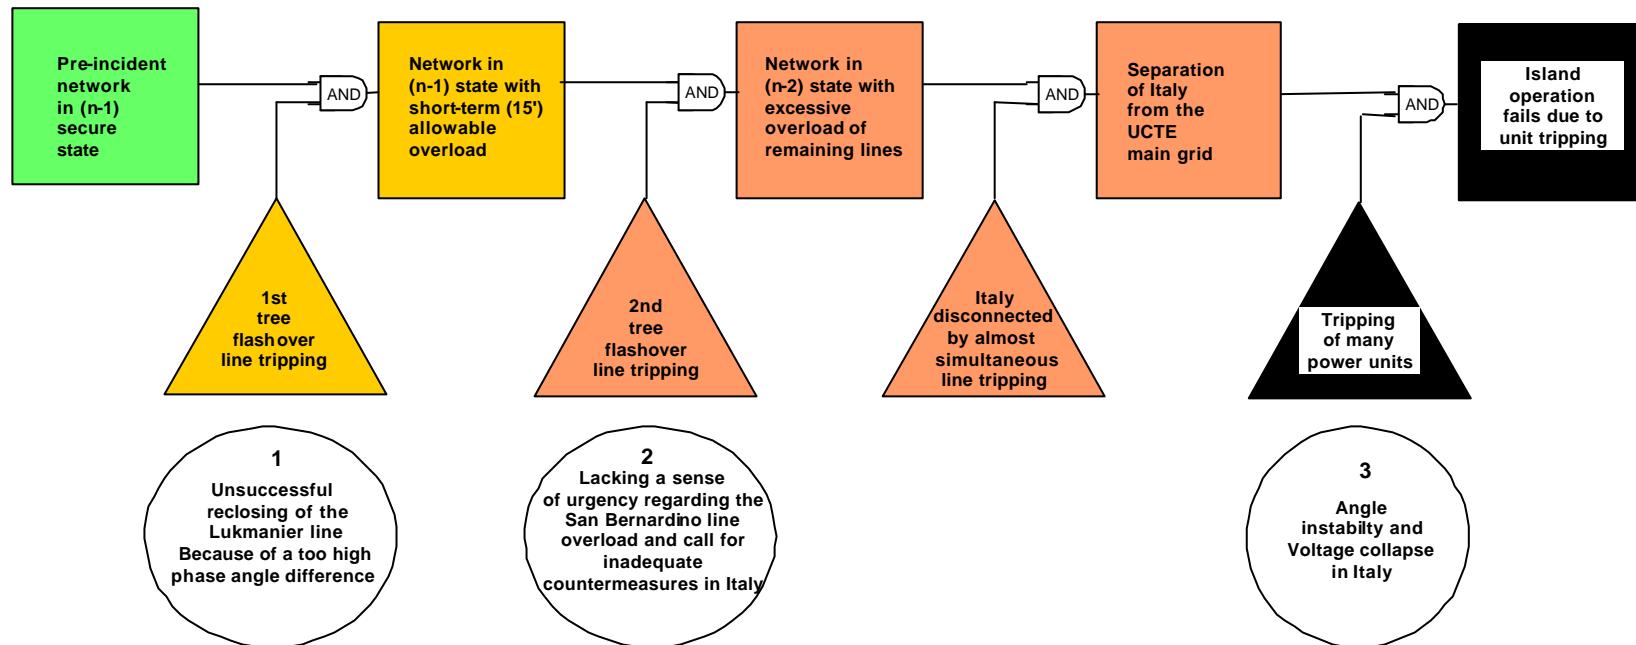 Pre-incident
network
in (n-1)
secure
state
AND
Network in
(n-1) state with
short-term (15')
allowable
overload
AND
Network in
(n-2) state with
excessive
overload of
remaining lines
AND
Separation
of Italy
from the
UCTE
main grid
AND
Island
operation
fails due to
unit tripping
1st
tree
flashover
line tripping
2nd
tree
flashover
line tripping
Italy
disconnected
by almost
simultaneous
line tripping
Tripping
of many
power units
1
Unsuccessful
reclosing of the
Lukmanier line
Because of a too high
phase angle difference
2
Lacking a sense
of urgency regarding the
San Bernardino line
overload and call for
inadequate
countermeasures in Italy
3
Angle
instabilty and
Voltage collapse
in Italy